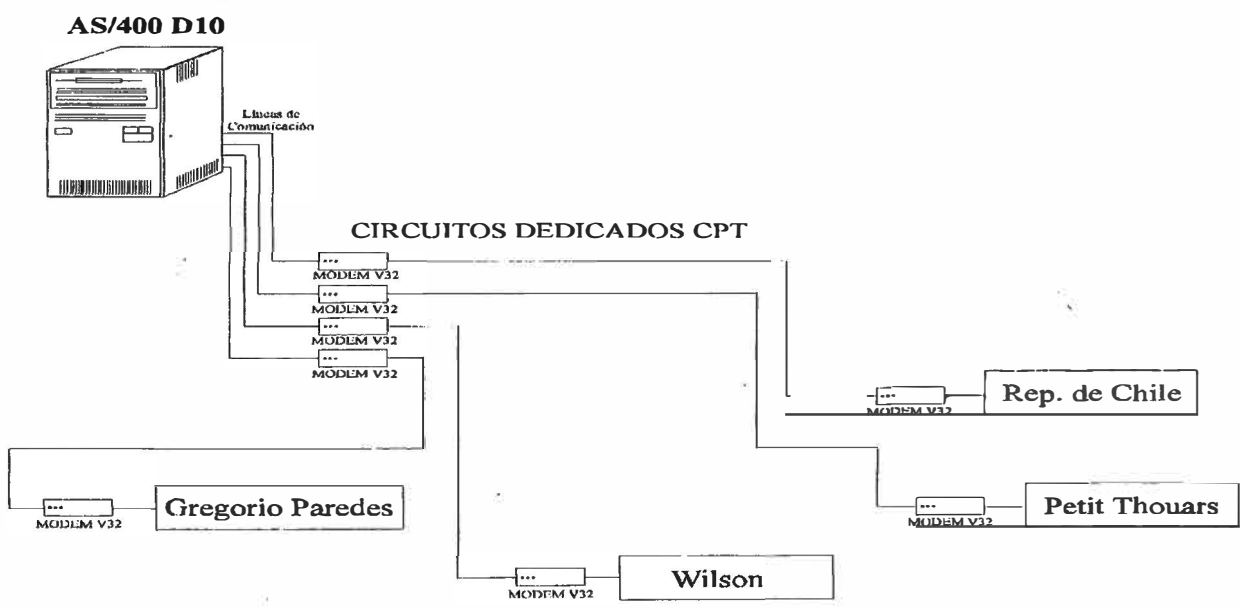 AS/400 D10
Líneas de
Comunicación
CIRCUITOS DEDICADOS CPT
MODEM V32
MODEM V32
MODEM V32
MODEM V32
MODEM V32
Rep. de Chile
MODEM V32
Gregorio Paredes
MODEM V32
Petit Thouars
MODEM V32
Wilson